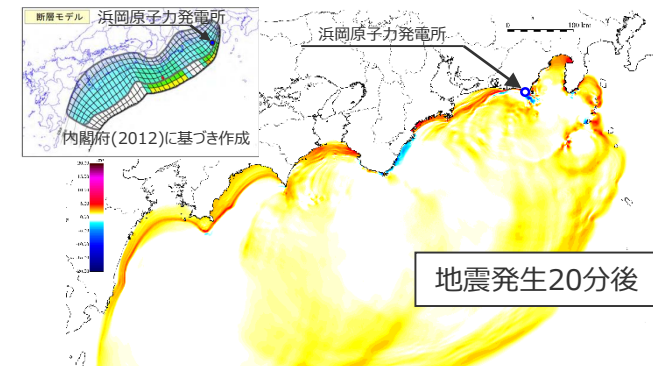 断層モデル
浜岡原子力発電所
内閣府(2012)に基づき作成
浜岡原子力発電所
0
100 km
地震発生20分後